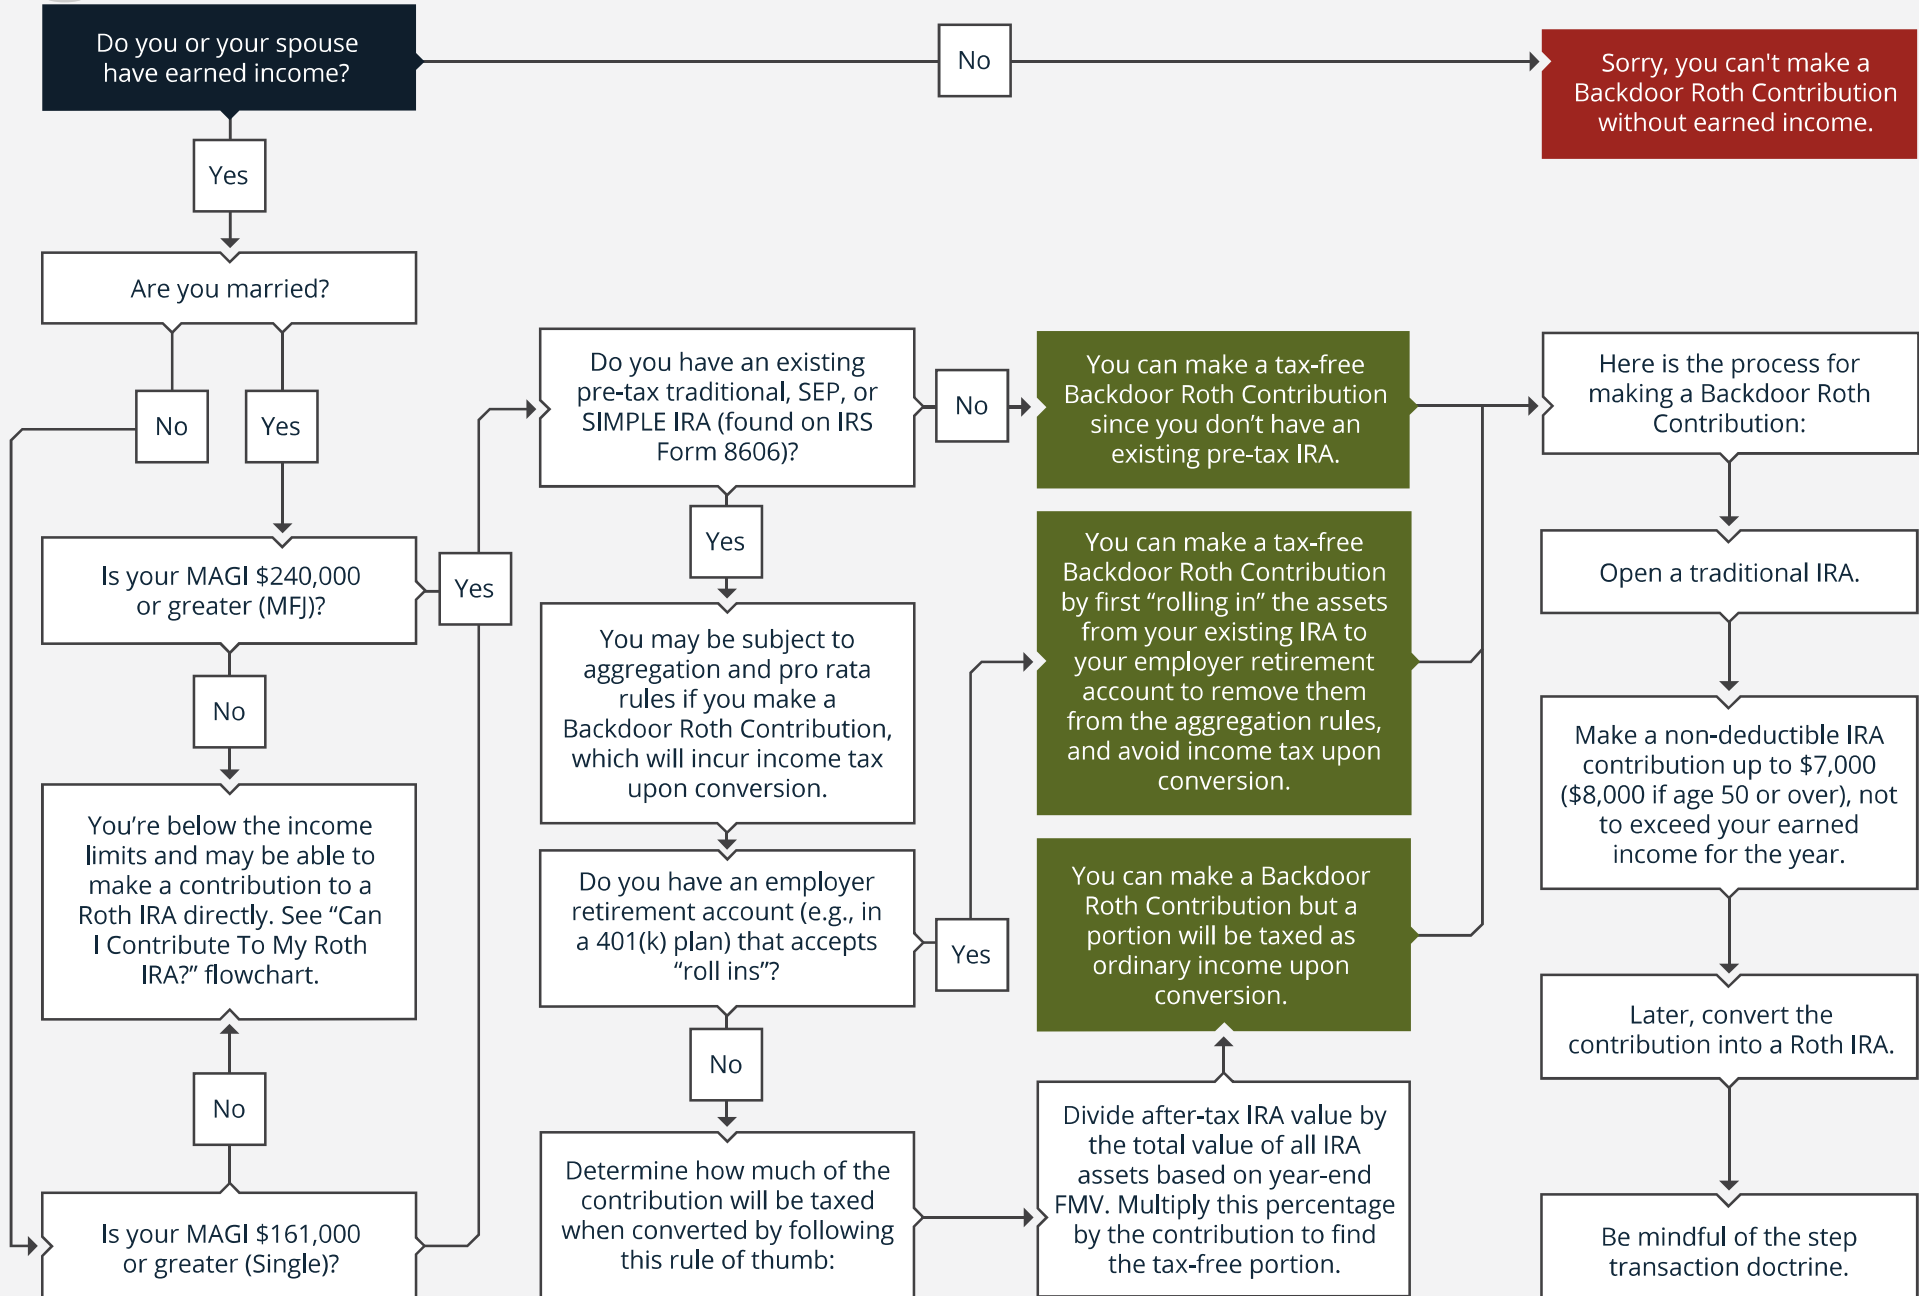 Do you or your spouse
have earned income?
No
Sorry, you can't make a
Backdoor Roth Contribution
without earned income.
Yes
Are you married?
No
Yes
Is your MAGI $240,000
or greater (MFJ)?
Yes
No
You’re below the income
limits and may be able to
make a contribution to a
Roth IRA directly. See “Can
I Contribute To My Roth
IRA?” flowchart.
No
Is your MAGI $161,000
or greater (Single)?
Do you have an existing
pre-tax traditional, SEP, or
SIMPLE IRA (found on IRS
Form 8606)?
No
Yes
You may be subject to
aggregation and pro rata
rules if you make a
Backdoor Roth Contribution,
which will incur income tax
upon conversion.
Do you have an employer
retirement account (e.g., in
a 401(k) plan) that accepts
“roll ins”?
Yes
No
Determine how much of the
contribution will be taxed
when converted by following
this rule of thumb:
You can make a tax-free
Backdoor Roth Contribution
since you don’t have an
existing pre-tax IRA.
You can make a tax-free
Backdoor Roth Contribution
by first “rolling in” the assets
from your existing IRA to
your employer retirement
account to remove them
from the aggregation rules,
and avoid income tax upon
conversion.
You can make a Backdoor
Roth Contribution but a
portion will be taxed as
ordinary income upon
conversion.
Divide after-tax IRA value by
the total value of all IRA
assets based on year-end
FMV. Multiply this percentage
by the contribution to find
the tax-free portion.
Here is the process for
making a Backdoor Roth
Contribution:
Open a traditional IRA.
Make a non-deductible IRA
contribution up to $7,000
($8,000 if age 50 or over), not
to exceed your earned
income for the year.
Later, convert the
contribution into a Roth IRA.
Be mindful of the step
transaction doctrine.